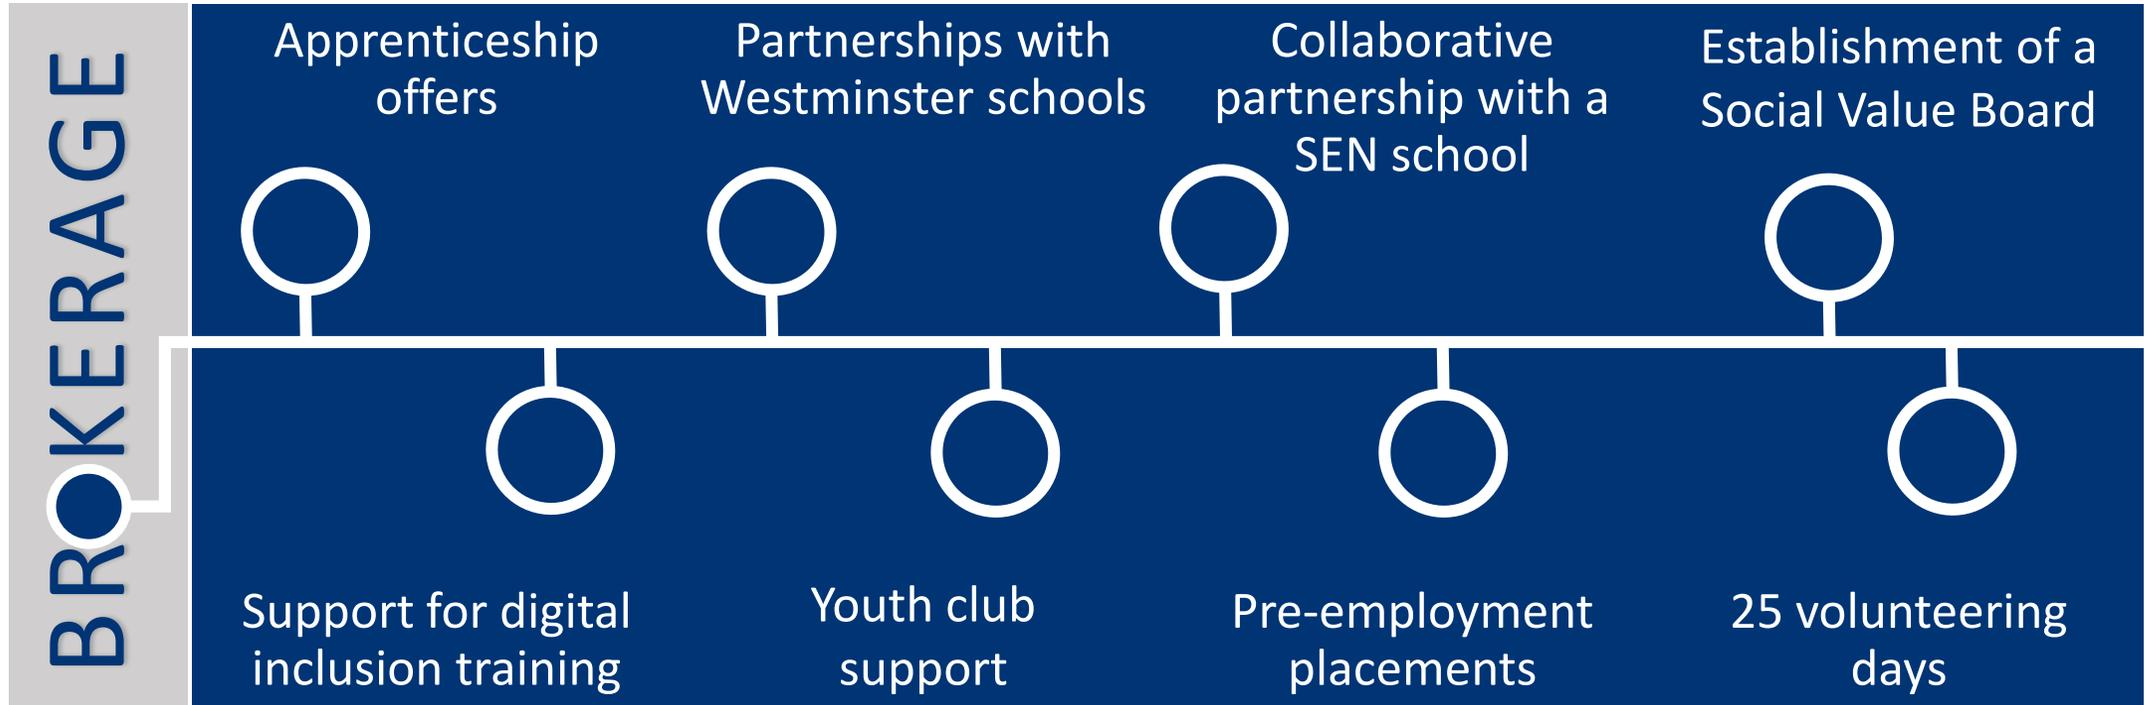 BROKERAGE
Apprenticeship
offers
Partnerships with
Westminster schools
Collaborative
partnership with a
SEN school
Establishment of a
Social Value Board
Support for digital
inclusion training
Youth club
support
Pre-employment
placements
25 volunteering
days